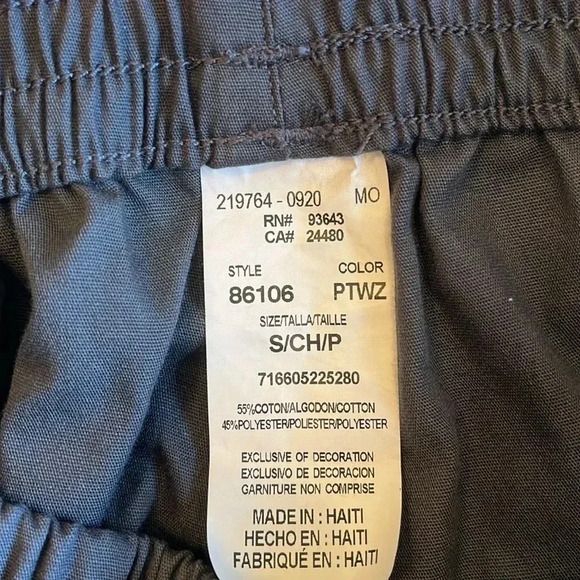 219764 - 0920 MO
RN# 93643
CA# 24480
STYLE COLOR
86106 PTWZ
SIZE/TALLA/TAILLE
S/CH/P
716605225280
55%COTON/ALGODON/COTTON
45%POLYESTER/POLIESTER/POLYESTER
EXCLUSIVE OF DECORATION
EXCLUSIVO DE DECORACION
GARNITURE NON COMPRISE
MADE IN : HAITI
HECHO EN : HAITI
FABRIQUÉ EN : HAITI